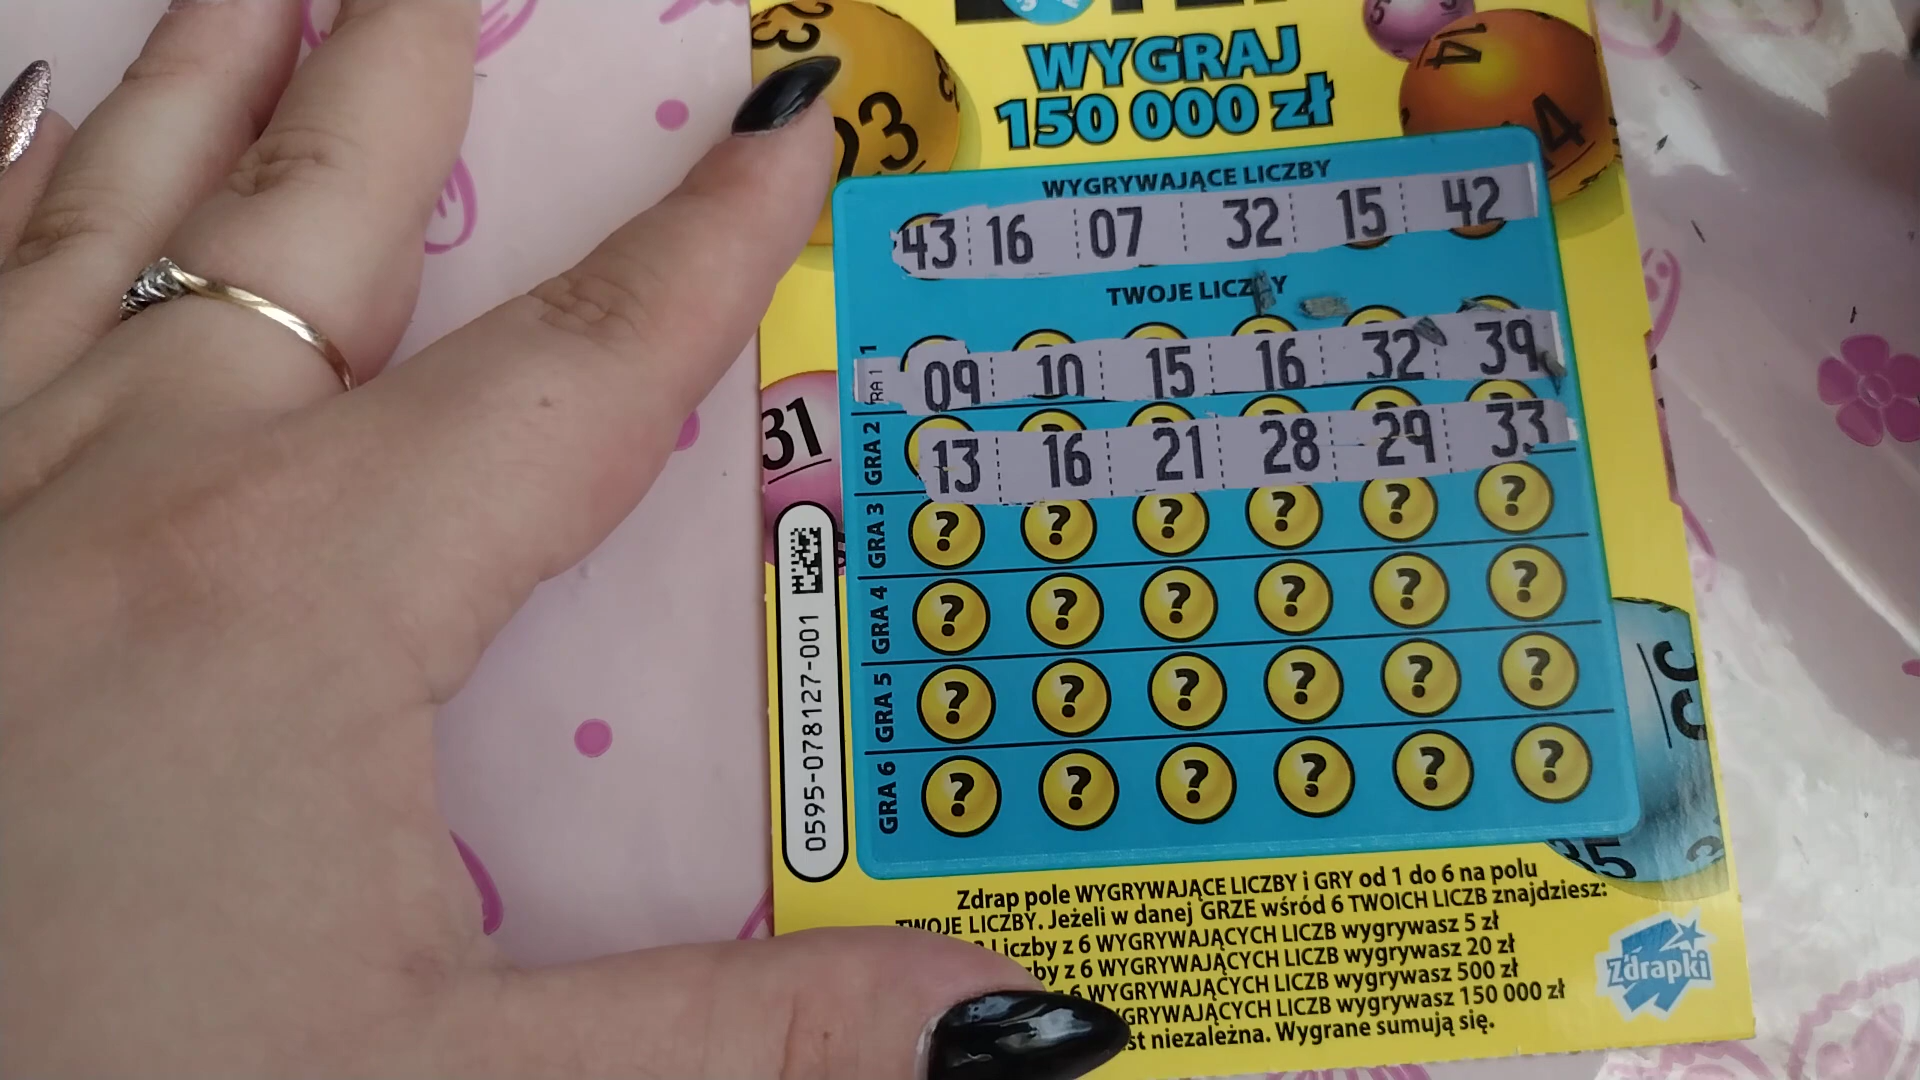 WYGRAJ
150 000 zł
WYGRYWAJĄCE LICZBY
43 16 07 32 15 42
TWOJE LICZBY
09 10 15 16 32 39
GRA 2 13 16 21 28 29 33
GRA 3 ? ? ? ? ? ?
GRA 4 ? ? ? ? ? ?
GRA 5 ? ? ? ? ? ?
GRA 6 ? ? ? ? ? ?
0595-078127-001
23
14
31
35
Zdrap pole WYGRYWAJĄCE LICZBY i GRY od 1 do 6 na polu
TWOJE LICZBY. Jeżeli w danej GRZE wśród 6 TWOICH LICZB znajdziesz:
Liczby z 6 WYGRYWAJĄCYCH LICZB wygrywasz 5 zł
z 6 WYGRYWAJĄCYCH LICZB wygrywasz 20 zł
6 WYGRYWAJĄCYCH LICZB wygrywasz 500 zł
LICZB wygrywasz 150 000 zł
niezależna. Wygrane sumują się.
Zdrapki